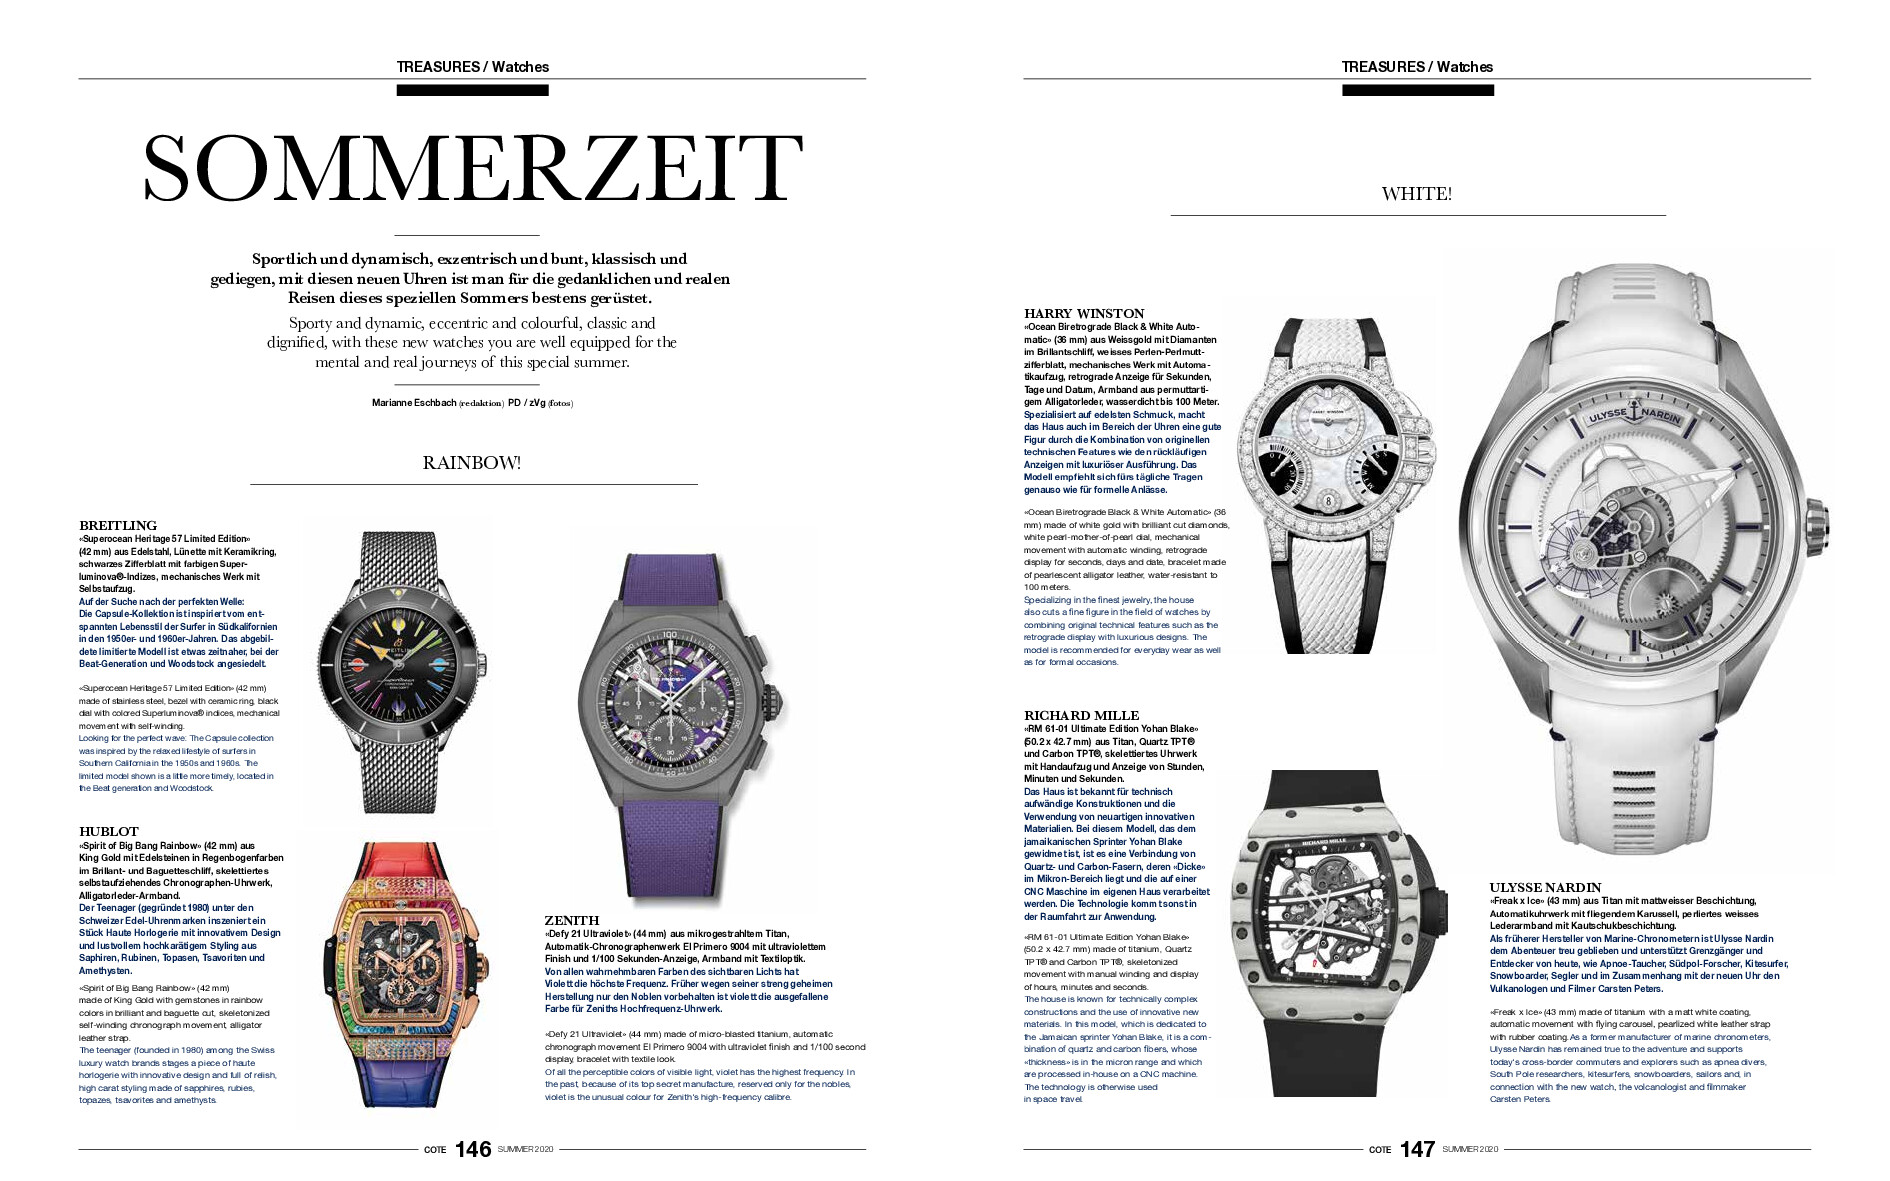 TREASURES / Watches
SOMMERZEIT
Sportlich und dynamisch, exzentrisch und bunt, klassisch und
gediegen, mit diesen neuen Uhren ist man für die gedanklichen und realen
Reisen dieses speziellen Sommers bestens gerüstet.
Sporty and dynamic, eccentric and colourful, classic and
dignified, with these new watches you are well equipped for the
mental and real journeys of this special summer.
Marianne Eschbach (redaktion) PD / zVg (fotos)
RAINBOW!
BREITLING
«Superocean Heritage 57 Limited Edition»
(42 mm) aus Edelstahl, Lünette mit Keramikring,
schwarzes Zifferblatt mit farbigen Super-
luminova®-Indizes, mechanisches Werk mit
Selbstaufzug.
Auf der Suche nach der perfekten Welle:
Die Capsule-Kollektion ist inspiriert vom ent-
spannten Lebensstil der Surfer in Südkalifornien
in den 1950er- und 1960er-Jahren. Das abgebil-
dete limitierte Modell ist etwas zeitnaher, bei der
Beat-Generation und Woodstock angesiedelt.
«Superocean Heritage 57 Limited Edition» (42 mm)
made of stainless steel, bezel with ceramic ring, black
dial with colored Superluminova® indices, mechanical
movement with self-winding.
Looking for the perfect wave: The Capsule collection
was inspired by the relaxed lifestyle of surfers in
Southern California in the 1950s and 1960s. The
limited model shown is a little more timely, located in
the Beat generation and Woodstock.
HUBLOT
«Spirit of Big Bang Rainbow» (42 mm) aus
King Gold mit Edelsteinen in Regenbogenfarben
im Brillant- und Baguetteschliff, skelettiertes
selbstaufziehendes Chronographen-Uhrwerk,
Alligatorleder-Armband.
Der Teenager (gegründet 1980) unter den
Schweizer Edel-Uhrenmarken inszeniert ein
Stück Haute Horlogerie mit innovativem Design
und lustvollem hochkarätigem Styling aus
Saphiren, Rubinen, Topasen, Tsavoriten und
Amethysten.
«Spirit of Big Bang Rainbow» (42 mm)
made of King Gold with gemstones in rainbow
colors in brilliant and baguette cut, skeletonized
self-winding chronograph movement, alligator
leather strap.
The teenager (founded in 1980) among the Swiss
luxury watch brands stages a piece of haute
horlogerie with innovative design and full of relish,
high carat styling made of sapphires, rubies,
topazes, tsavorites and amethysts.
ZENITH
«Defy 21 Ultraviolet» (44 mm) aus mikrogestrahltem Titan,
Automatik-Chronographenwerk El Primero 9004 mit ultraviolettem
Finish und 1/100 Sekunden-Anzeige, Armband mit Textiloptik.
Von allen wahrnehmbaren Farben des sichtbaren Lichts hat
Violett die höchste Frequenz. Früher wegen seiner streng geheimen
Herstellung nur den Noblen vorbehalten ist violett die ausgefallene
Farbe für Zeniths Hochfrequenz-Uhrwerk.
«Defy 21 Ultraviolet» (44 mm) made of micro-blasted titanium, automatic
chronograph movement El Primero 9004 with ultraviolet finish and 1/100 second
display, bracelet with textile look.
Of all the perceptible colors of visible light, violet has the highest frequency. In
the past, because of its top secret manufacture, reserved only for the nobles,
violet is the unusual colour for Zenith's high-frequency calibre.
COTE 146 SUMMER 2020
TREASURES / Watches
WHITE!
HARRY WINSTON
«Ocean Biretrograde Black & White Auto-
matic» (36 mm) aus Weissgold mit Diamanten
im Brillantschliff, weisses Perlen-Perlmutt-
zifferblatt, mechanisches Werk mit Automa-
tikaufzug, retrograde Anzeige für Sekunden,
Tage und Datum, Armband aus permuttarti-
gem Alligatorleder, wasserdicht bis 100 Meter.
Spezialisiert auf edelsten Schmuck, macht
das Haus auch im Bereich der Uhren eine gute
Figur durch die Kombination von originellen
technischen Features wie den rückläufigen
Anzeigen mit luxuriöser Ausführung. Das
Modell empfiehlt sich fürs tägliche Tragen
genauso wie für formelle Anlässe.
«Ocean Biretrograde Black & White Automatic» (36
mm) made of white gold with brilliant cut diamonds,
white pearl-mother-of-pearl dial, mechanical
movement with automatic winding, retrograde
display for seconds, days and date, bracelet made
of pearlescent alligator leather, water-resistant to
100 meters.
Specializing in the finest jewelry, the house
also cuts a fine figure in the field of watches by
combining original technical features such as the
retrograde display with luxurious designs. The
model is recommended for everyday wear as well
as for formal occasions.
HARRY WINSTON
8
RICHARD MILLE
«RM 61-01 Ultimate Edition Yohan Blake»
(50.2 x 42.7 mm) aus Titan, Quartz TPT®
und Carbon TPT®, skelettiertes Uhrwerk
mit Handaufzug und Anzeige von Stunden,
Minuten und Sekunden.
Das Haus ist bekannt für technisch
aufwändige Konstruktionen und die
Verwendung von neuartigen innovativen
Materialien. Bei diesem Modell, das dem
jamaikanischen Sprinter Yohan Blake
gewidmet ist, ist es eine Verbindung von
Quartz- und Carbon-Fasern, deren «Dicke»
im Mikron-Bereich liegt und die auf einer
CNC Maschine im eigenen Haus verarbeitet
werden. Die Technologie kommt sonst in
der Raumfahrt zur Anwendung.
«RM 61-01 Ultimate Edition Yohan Blake»
(50.2 x 42.7 mm) made of titanium, Quartz
TPT® and Carbon TPT®, skeletonized
movement with manual winding and display
of hours, minutes and seconds.
The house is known for technically complex
constructions and the use of innovative new
materials. In this model, which is dedicated to
the Jamaican sprinter Yohan Blake, it is a com-
bination of quartz and carbon fibers, whose
«thickness» is in the micron range and which
are processed in-house on a CNC machine.
The technology is otherwise used
in space travel.
RICHARD MILLE
ULYSSE NARDIN
ULYSSE NARDIN
«Freak x Ice» (43 mm) aus Titan mit mattweisser Beschichtung,
Automatikuhrwerk mit fliegendem Karussell, perliertes weisses
Lederarmband mit Kautschukbeschichtung.
Als früherer Hersteller von Marine-Chronometern ist Ulysse Nardin
dem Abenteuer treu geblieben und unterstützt Grenzgänger und
Entdecker von heute, wie Apnoe-Taucher, Südpol-Forscher, Kitesurfer,
Snowboarder, Segler und im Zusammenhang mit der neuen Uhr den
Vulkanologen und Filmer Carsten Peters.
«Freak x Ice» (43 mm) made of titanium with a matt white coating,
automatic movement with flying carousel, pearlized white leather strap
with rubber coating. As a former manufacturer of marine chronometers,
Ulysse Nardin has remained true to the adventure and supports
today's cross-border commuters and explorers such as apnea divers,
South Pole researchers, kitesurfers, snowboarders, sailors and, in
connection with the new watch, the volcanologist and filmmaker
Carsten Peters.
COTE 147 SUMMER 2020